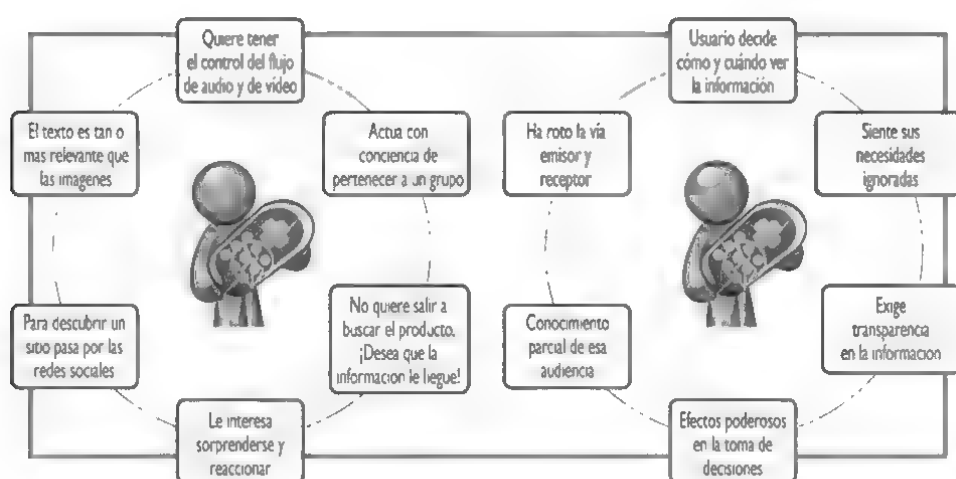 Quiere tener
el control del flujo
de audio y de vídeo
Actua con
conciencia de
pertenecer a un grupo
No quiere salir a
buscar el producto.
¡Desea que la
informacion le llegue!
Le interesa
sorprenderse y
reaccionar
Para descubrir un
sitio pasa por las
redes sociales
El texto es tan o
mas relevante que
las imagenes
Usuario decide
cómo y cuándo ver
la información
Siente sus
necesidades
ignoradas
Exige
transparencia
en la informacion
Efectos poderosos
en la toma de
decisiones
Conocimiento
parcial de esa
audiencia
Ha roto la vía
emisor y
receptor